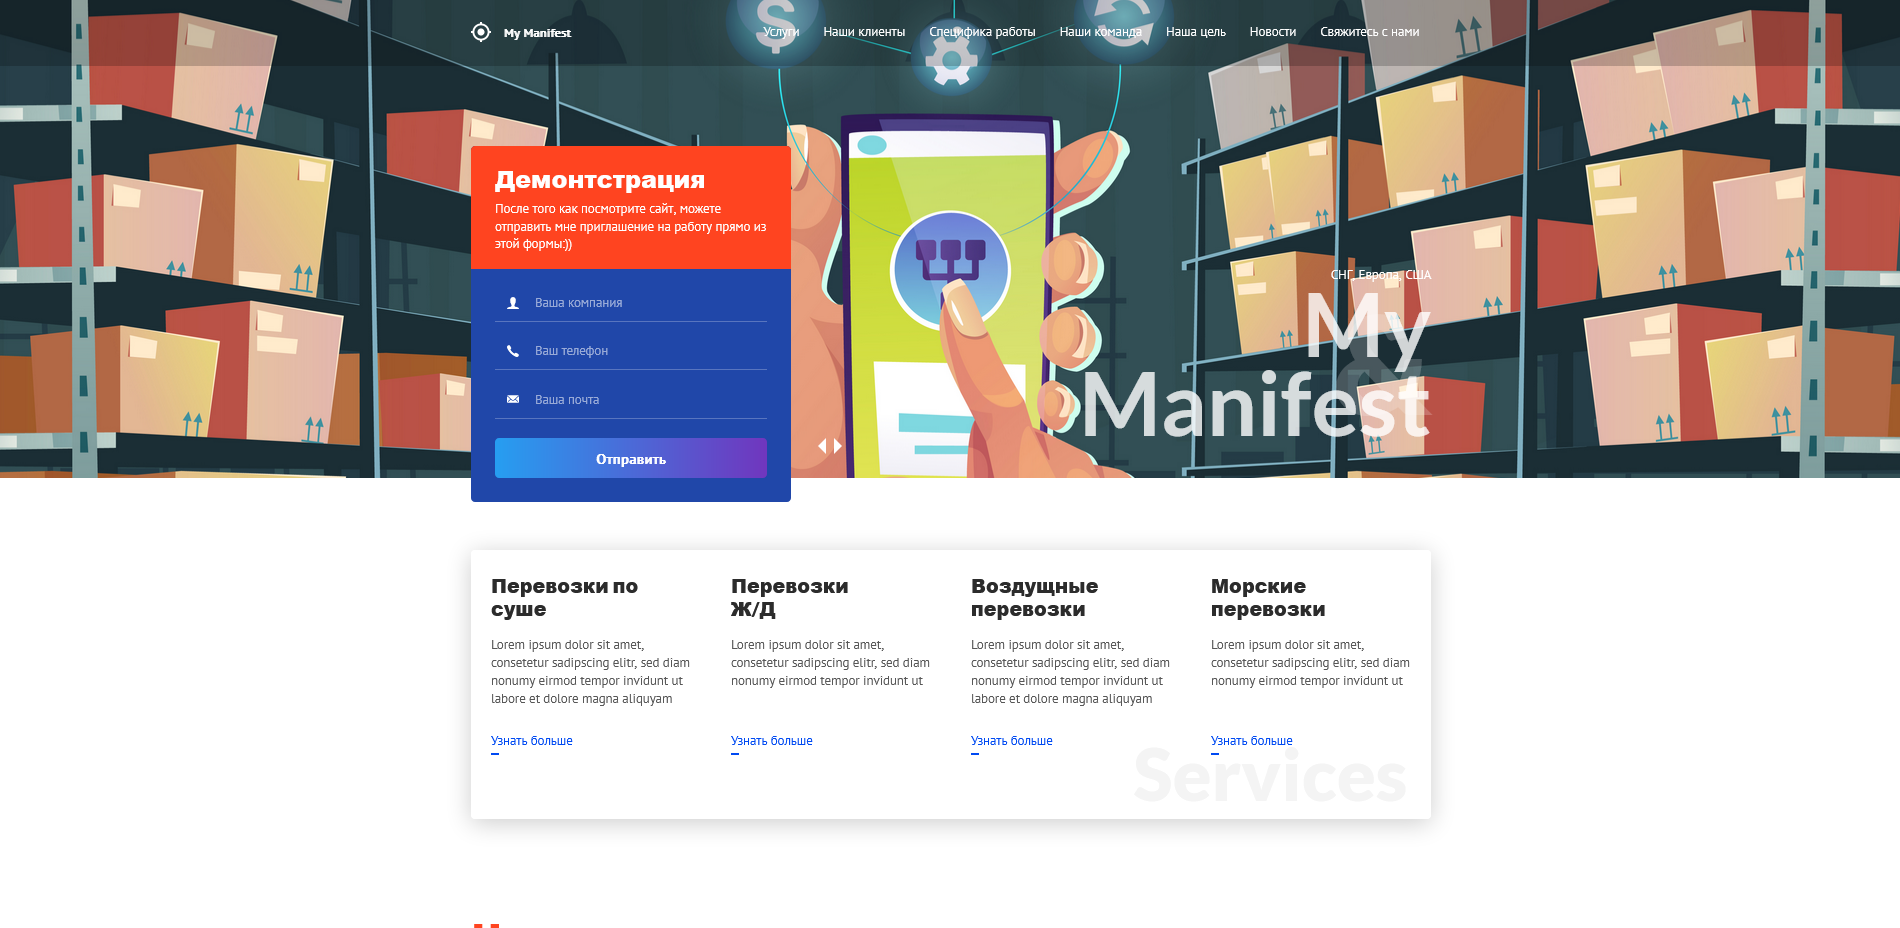 My Manifest
Услуги
Наши клиенты
Специфика работы
Наши команда
Наша цель
Новости
Свяжитесь с нами
Демонтстрация
После того как посмотрите сайт, можете
отправить мне приглашение на работу прямо из
этой формы:))
Ваша компания
Ваш телефон
Ваша почта
Отправить
СНГ, Европа, США
My
Manifest
Перевозки по
суше
Lorem ipsum dolor sit amet,
consetetur sadipscing elitr, sed diam
nonumy eirmod tempor invidunt ut
labore et dolore magna aliquyam
Узнать больше
Перевозки
Ж/Д
Lorem ipsum dolor sit amet,
consetetur sadipscing elitr, sed diam
nonumy eirmod tempor invidunt ut
Узнать больше
Воздущные
перевозки
Lorem ipsum dolor sit amet,
consetetur sadipscing elitr, sed diam
nonumy eirmod tempor invidunt ut
labore et dolore magna aliquyam
Узнать больше
Морские
перевозки
Lorem ipsum dolor sit amet,
consetetur sadipscing elitr, sed diam
nonumy eirmod tempor invidunt ut
Узнать больше
Services